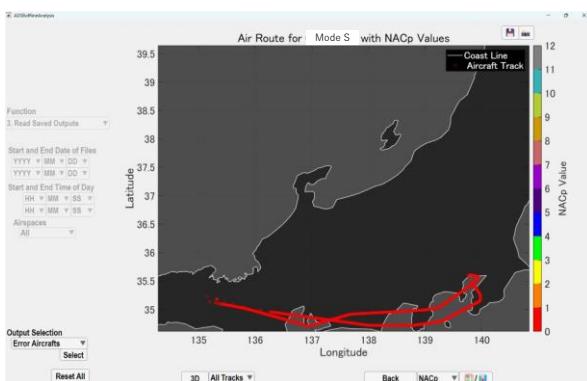 ADSBofflineAnalysis
Air Route for Mode S with NACp Values
Coast Line
Aircraft Track
Function
3. Read Saved Outputs
Start and End Date of Files
YYYY MM DD
YYYY MM DD
Start and End Time of Day
HH MM SS
HH MM SS
Airspaces
All
Output Selection
Error Aircrafts
Select
Reset All
Latitude
39.5
39
38.5
38
37.5
37
36.5
36
35.5
35
135
136
137
138
139
140
Longitude
12
11
10
9
8
7
6
5
4
3
2
1
0
NACp Value
3D
All Tracks
Back
NACp